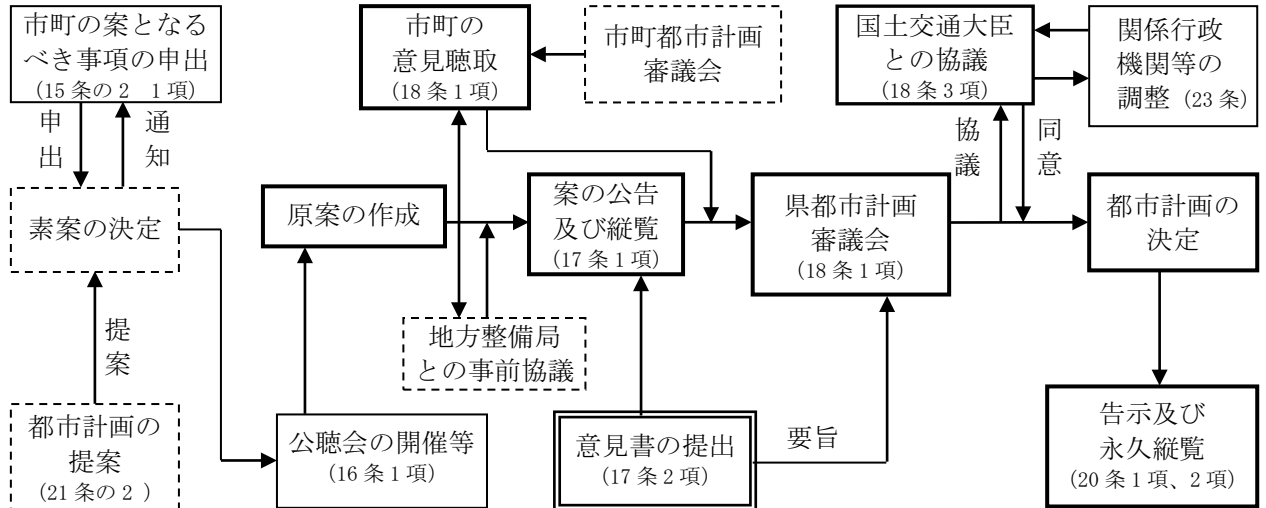 市町の案となる
べき事項の申出
(15条の2 1項)
市町の
意見聴取
(18条1項)
市町都市計画
審議会
国土交通大臣
との協議
(18条3項)
関係行政
機関等の
調整 (23条)
申出
通知
協議
同意
素案の決定
原案の作成
案の公告
及び縦覧
(17条1項)
県都市計画
審議会
(18条1項)
都市計画の
決定
提案
地方整備局
との事前協議
都市計画の
提案
(21条の2 )
公聴会の開催等
(16条1項)
意見書の提出
(17条2項)
要旨
告示及び
永久縦覧
(20条1項、2項)